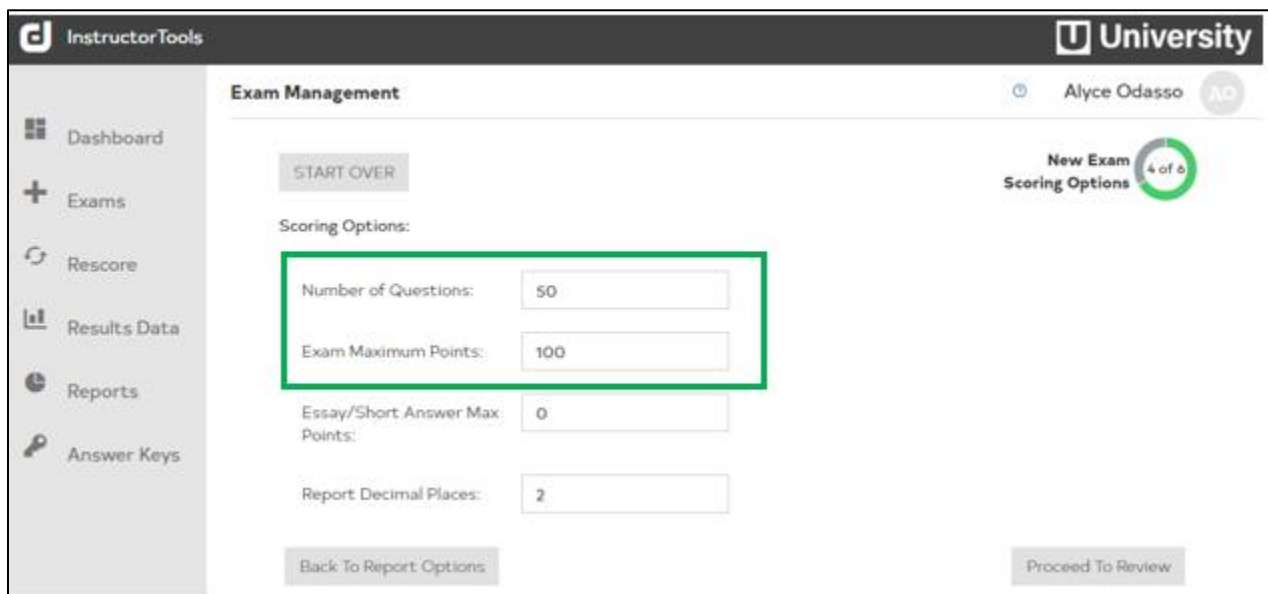 InstructorTools
University
Exam Management
Alyce Odasso
AO
Dashboard
Exams
Rescore
Results Data
Reports
Answer Keys
START OVER
New Exam
Scoring Options
4 of 6
Scoring Options:
Number of Questions:
50
Exam Maximum Points:
100
Essay/Short Answer Max
Points:
0
Report Decimal Places:
2
Back To Report Options
Proceed To Review